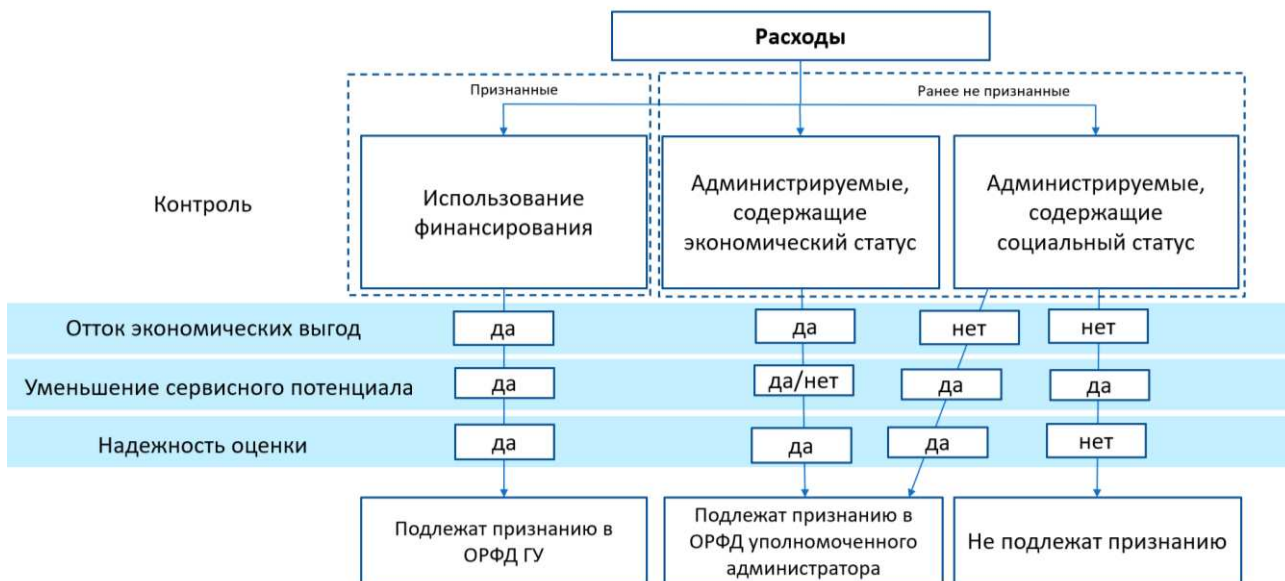 Расходы
Признанные
Ранее не признанные
Контроль
Использование
финансирования
Администрируемые,
содержащие
экономический статус
Администрируемые,
содержащие
социальный статус
Отток экономических выгод
да
да
нет
нет
Уменьшение сервисного потенциала
да
да/нет
да
да
Надежность оценки
да
да
да
нет
Подлежат признанию в
ОРФД ГУ
Подлежат признанию в
ОРФД уполномоченного
администратора
Не подлежат признанию